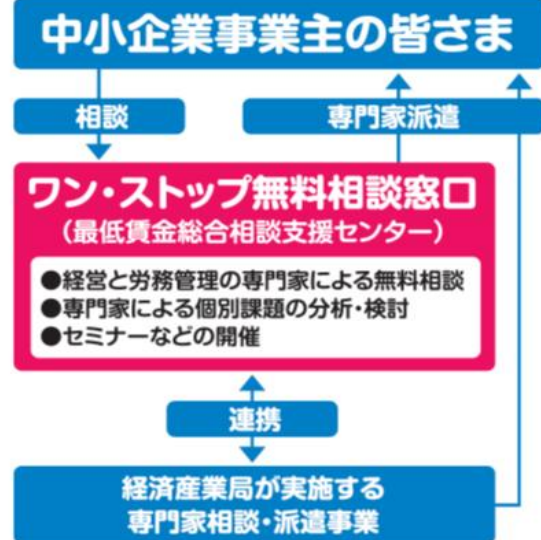 中小企業事業主の皆さま
相談
専門家派遣
ワン・ストップ無料相談窓口
（最低賃金総合相談支援センター）
●経営と労務管理の専門家による無料相談
●専門家による個別課題の分析・検討
●セミナーなどの開催
連携
経済産業局が実施する
専門家相談・派遣事業